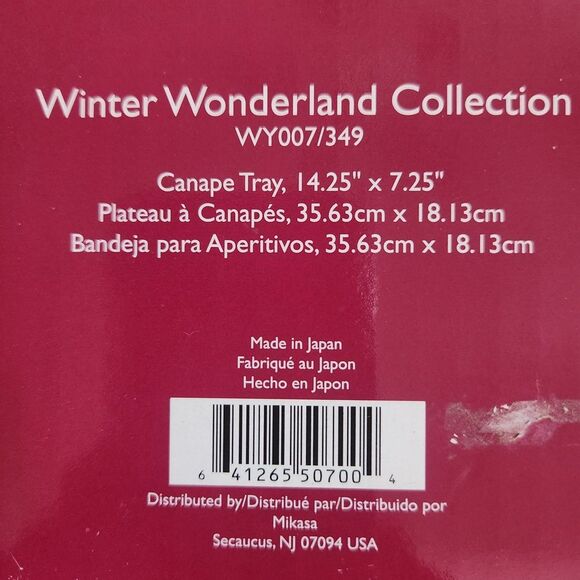 Winter Wonderland Collection
WY007/349
Canape Tray, 14.25" x 7.25"
Plateau à Canapés, 35.63cm x 18.13cm
Bandeja para Aperitivos, 35.63cm x 18.13cm
Made in Japan
Fabriqué au Japon
Hecho en Japon
6 41265 50700 4
Distributed by/Distribué par/Distribuido por
Mikasa
Secaucus, NJ 07094 USA